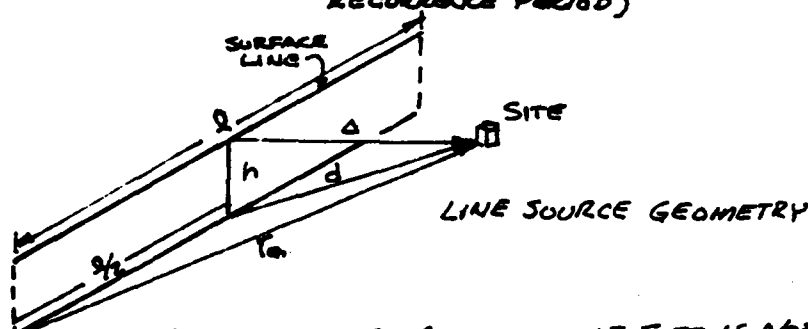 RECURRENCE PERIOD)
SURFACE
LINE
SITE
l
Δ
h
d
LINE SOURCE GEOMETRY
l/2